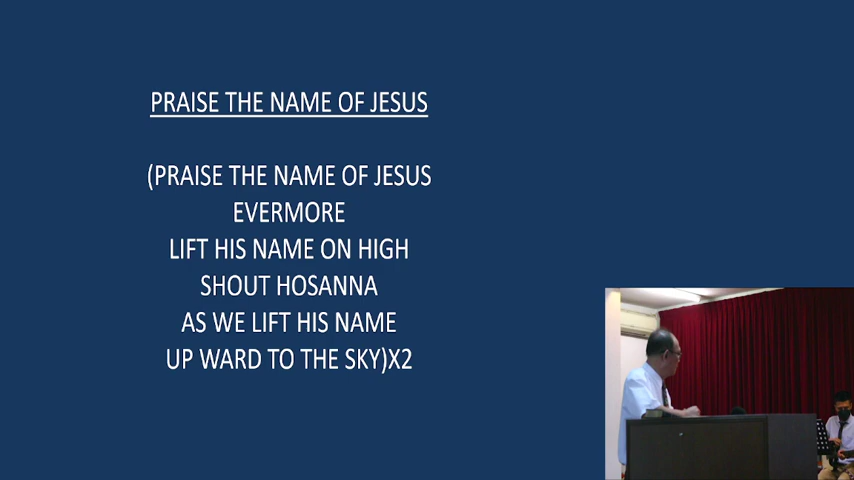 PRAISE THE NAME OF JESUS
(PRAISE THE NAME OF JESUS
EVERMORE
LIFT HIS NAME ON HIGH
SHOUT HOSANNA
AS WE LIFT HIS NAME
UP WARD TO THE SKY)X2